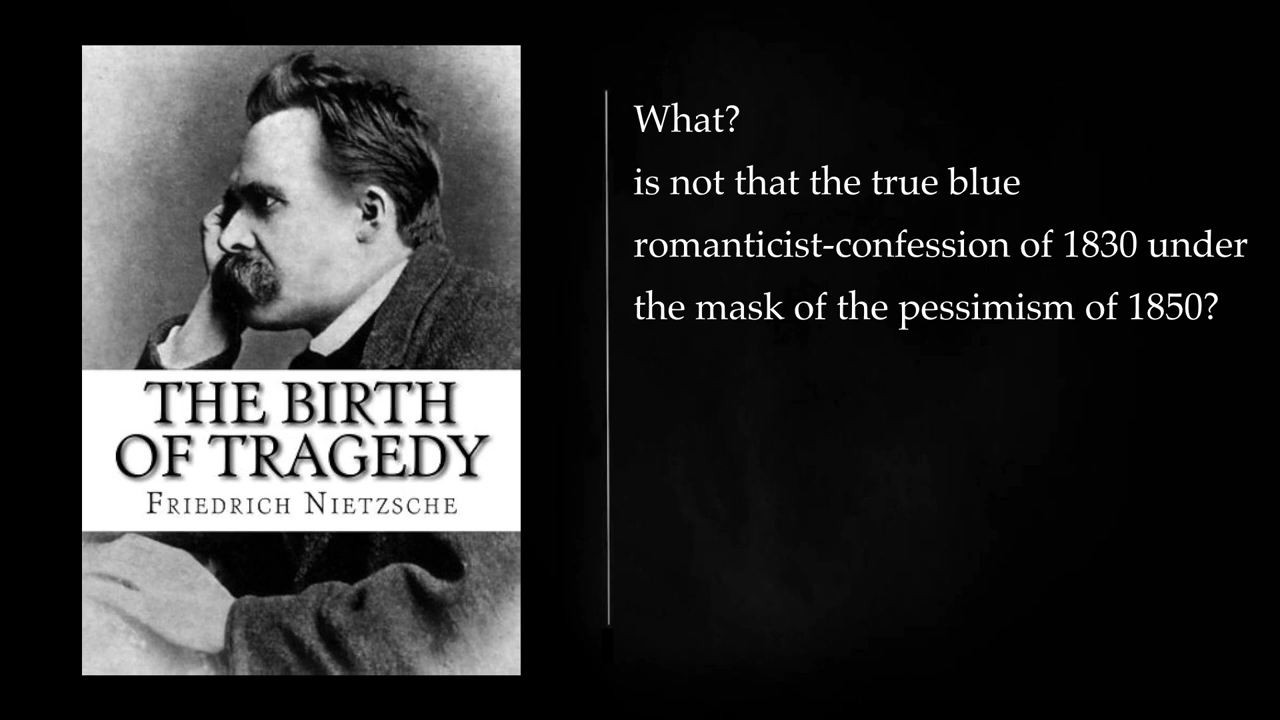 THE BIRTH
OF TRAGEDY
Friedrich Nietzsche
What?
is not that the true blue
romanticist-confession of 1830 under
the mask of the pessimism of 1850?